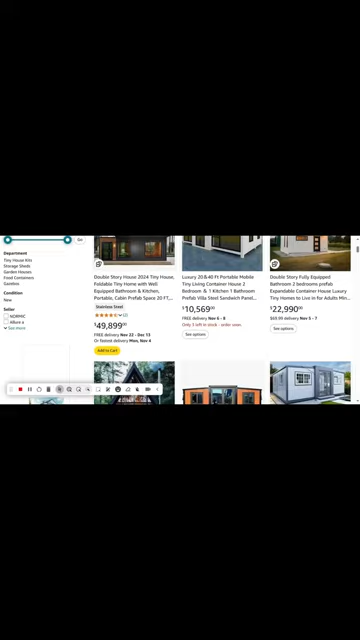 Go
Department
Tiny House Kits
Storage Sheds
Garden Houses
Food Containers
Gazebos
Condition
New
Seller
NORMIC
Allure a
See more
Double Story House 2024 Tiny House,
Foldable Tiny Home with Well
Equipped Bathroom & Kitchen,
Portable, Cabin Prefab Space 20 FT,...
Stainless Steel
(2)
$49,899.00
FREE delivery Nov 22 - Dec 13
Or fastest delivery Mon, Nov 4
Add to Cart
Luxury 20&40 Ft Portable Mobile
Tiny Living Container House 2
Bedroom & 1 Kitchen 1 Bathroom
Prefab Villa Steel Sandwich Panel...
$10,569.00
FREE delivery Nov 6 - 8
Only 5 left in stock - order soon.
See options
Double Story Fully Equipped
Bathroom 2 bedrooms prefab
Expandable Container House Luxury
Tiny Homes to Live in for Adults Min...
$22,990.00
$69.99 delivery Nov 5 - 7
See options